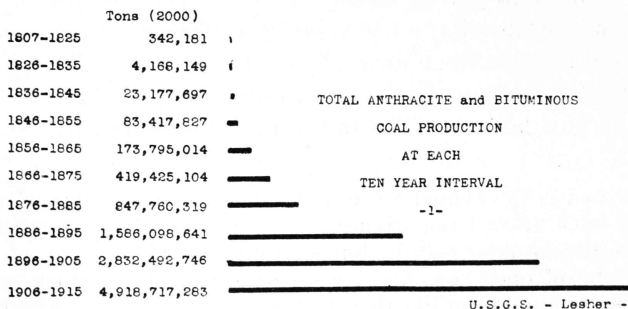 Tons (2000)
1807-1825 342,181
1826-1835 4,168,149
1836-1845 23,177,697
TOTAL ANTHRACITE and BITUMINOUS
1846-1855 83,417,827
COAL PRODUCTION
1856-1865 173,795,014
AT EACH
1866-1875 419,425,104
TEN YEAR INTERVAL
1876-1885 847,760,319
-1-
1886-1895 1,586,098,641
1896-1905 2,832,492,746
1906-1915 4,918,717,283
U.S.G.S. - Lesher -